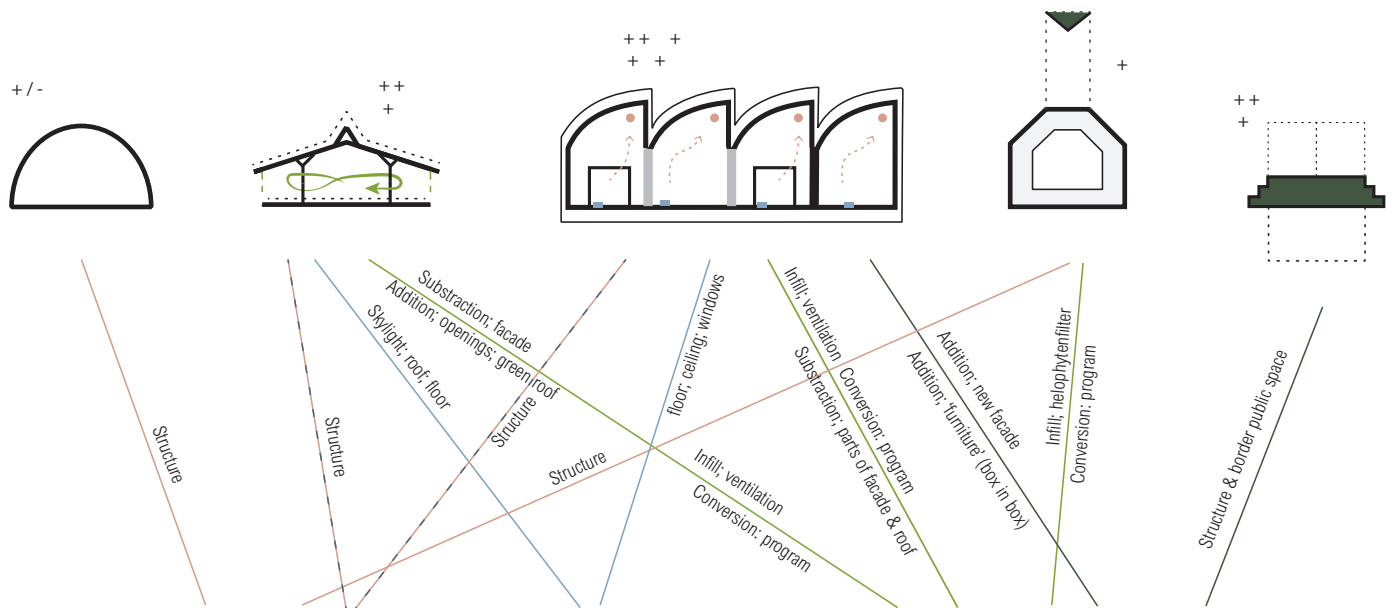 +/-
++
+
++ +
+ +
+
++
+
Structure
Structure
Skylight; roof; floor
Substraction; facade
Addition; openings; green roof
Structure
Structure
floor; ceiling; windows
Infill; ventilation
Conversion: program
Infill; ventilation
Conversion: program
Substraction; parts of facade & roof
Addition; new facade
Addition; 'furniture' (box in box)
Infill; helophytenfilter
Conversion: program
Structure & border public space